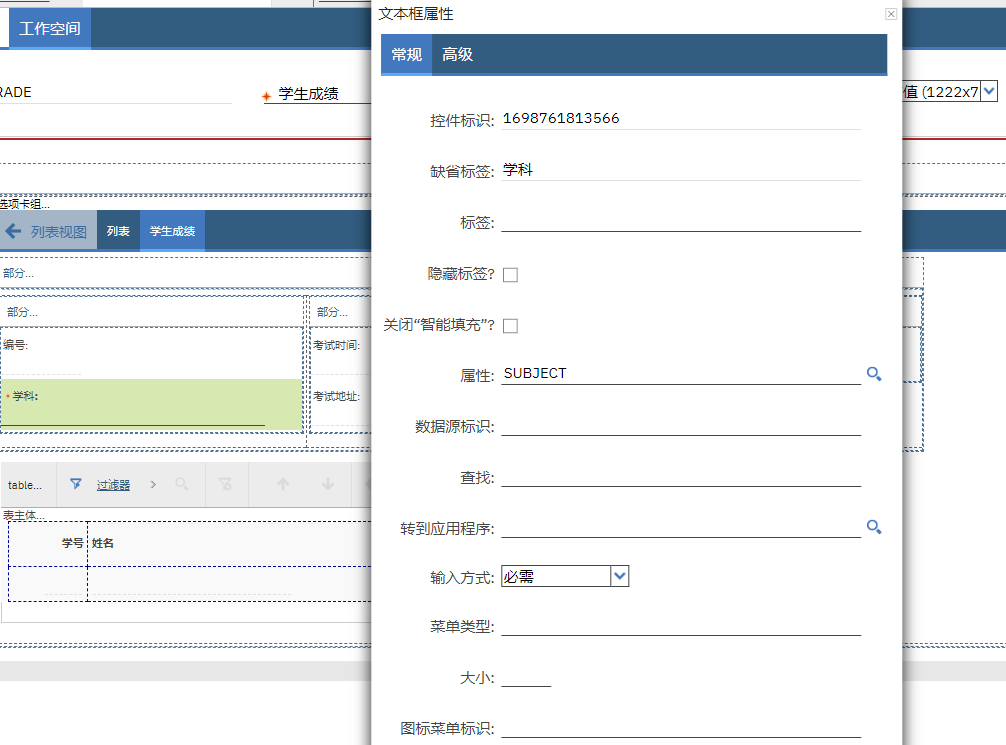 工作空间
RADE
学生成绩
值 (1222x7
选项卡组...
列表视图
列表
学生成绩
部分...
部分...
部分...
编号:
考试时间:
学科:
考试地址:
table...
过滤器
表主体...
学号
姓名
文本框属性
常规
高级
控件标识: 1698761813566
缺省标签: 学科
标签:
隐藏标签?
关闭“智能填充”?
属性: SUBJECT
数据源标识:
查找:
转到应用程序:
输入方式: 必需
菜单类型:
大小:
图标菜单标识: